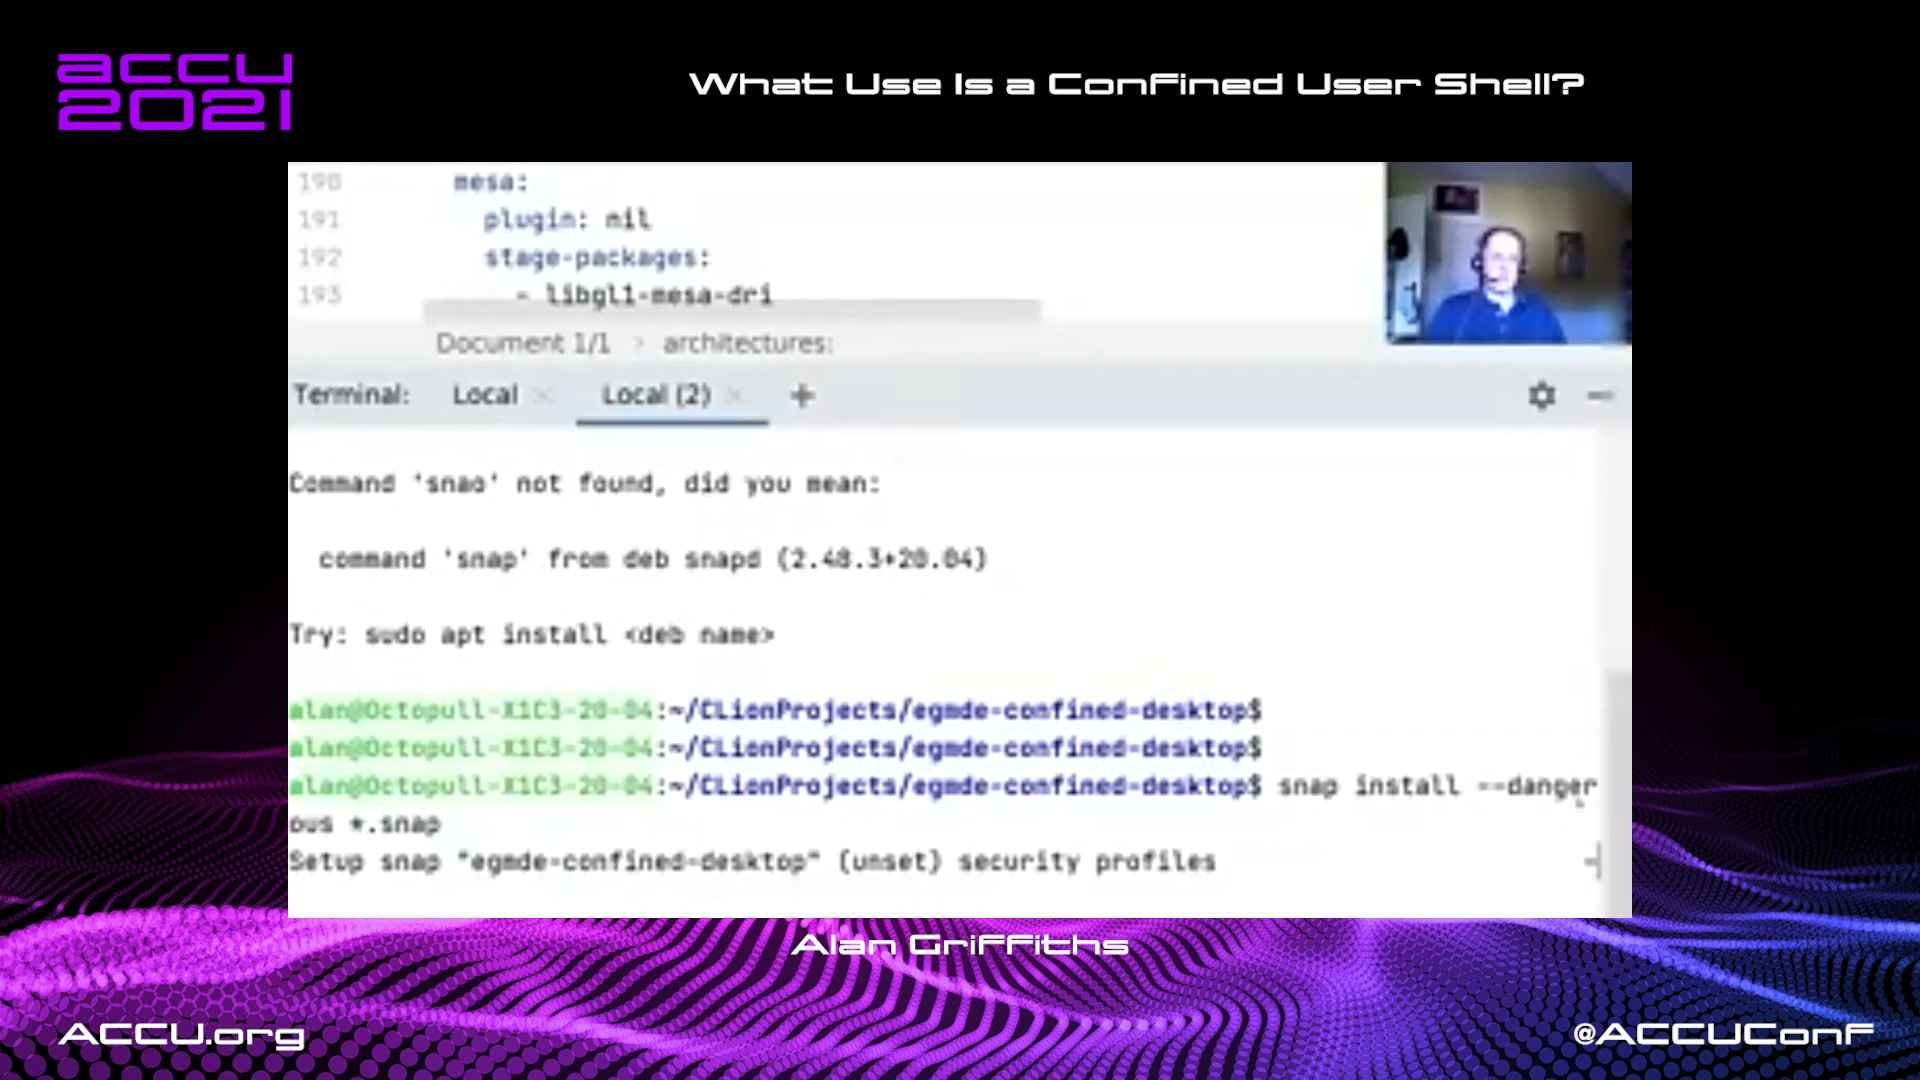 accu
2021
What Use Is a Confined User Shell?
190 mesa:
191 plugin: nil
192 stage-packages:
193 - libgl1-mesa-dri
Document 1/1 › architectures:
Terminal: Local × Local (2) × +
Command 'snao' not found, did you mean:
command 'snap' from deb snapd (2.48.3+20.04)
Try: sudo apt install <deb name>
alan@Octopull-X1C3-20-04:~/CLionProjects/egmde-confined-desktop$
alan@Octopull-X1C3-20-04:~/CLionProjects/egmde-confined-desktop$
alan@Octopull-X1C3-20-04:~/CLionProjects/egmde-confined-desktop$ snap install --danger
ous *.snap
Setup snap "egmde-confined-desktop" (unset) security profiles -
Alan Griffiths
ACCU.org
@ACCUConf